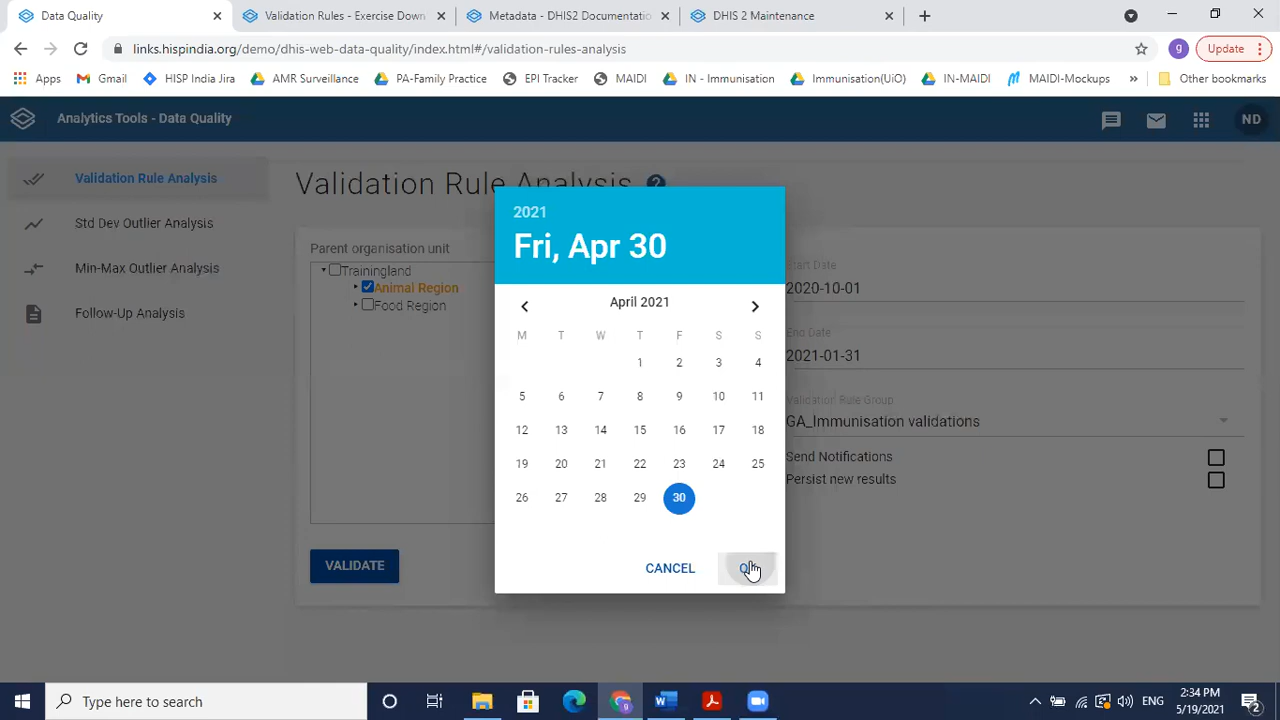 Data Quality
Validation Rules - Exercise Down
Metadata - DHIS2 Documentatio
DHIS 2 Maintenance
links.hispindia.org/demo/dhis-web-data-quality/index.html#/validation-rules-analysis
g
Update
Apps
Gmail
HISP India Jira
AMR Surveillance
PA-Family Practice
EPI Tracker
MAIDI
IN - Immunisation
Immunisation(UiO)
IN-MAIDI
MAIDI-Mockups
»
Other bookmarks
Analytics Tools - Data Quality
ND
Validation Rule Analysis
Std Dev Outlier Analysis
Min-Max Outlier Analysis
Follow-Up Analysis
Validation Rule Analysis
Parent organisation unit
Trainingland
Animal Region
Food Region
VALIDATE
2021
Fri, Apr 30
April 2021
M T W T F S S
1 2 3 4
5 6 7 8 9 10 11
12 13 14 15 16 17 18
19 20 21 22 23 24 25
26 27 28 29 30
CANCEL
Start Date
2020-10-01
End Date
2021-01-31
Validation Rule Group
GA_Immunisation validations
Send Notifications
Persist new results
Type here to search
ENG
2:34 PM
5/19/2021
2